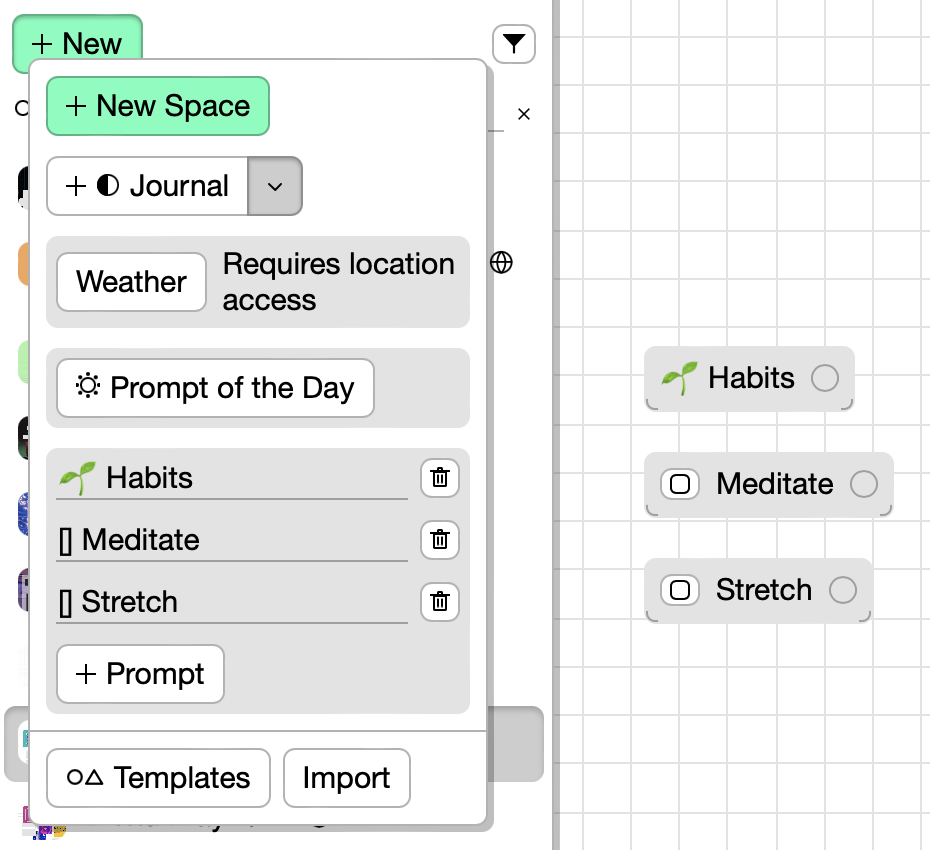 + New
+ New Space
+ Journal
Weather
Requires location
access
Prompt of the Day
🌱 Habits
[] Meditate
[] Stretch
+ Prompt
Templates
Import
🌱 Habits
Meditate
Stretch